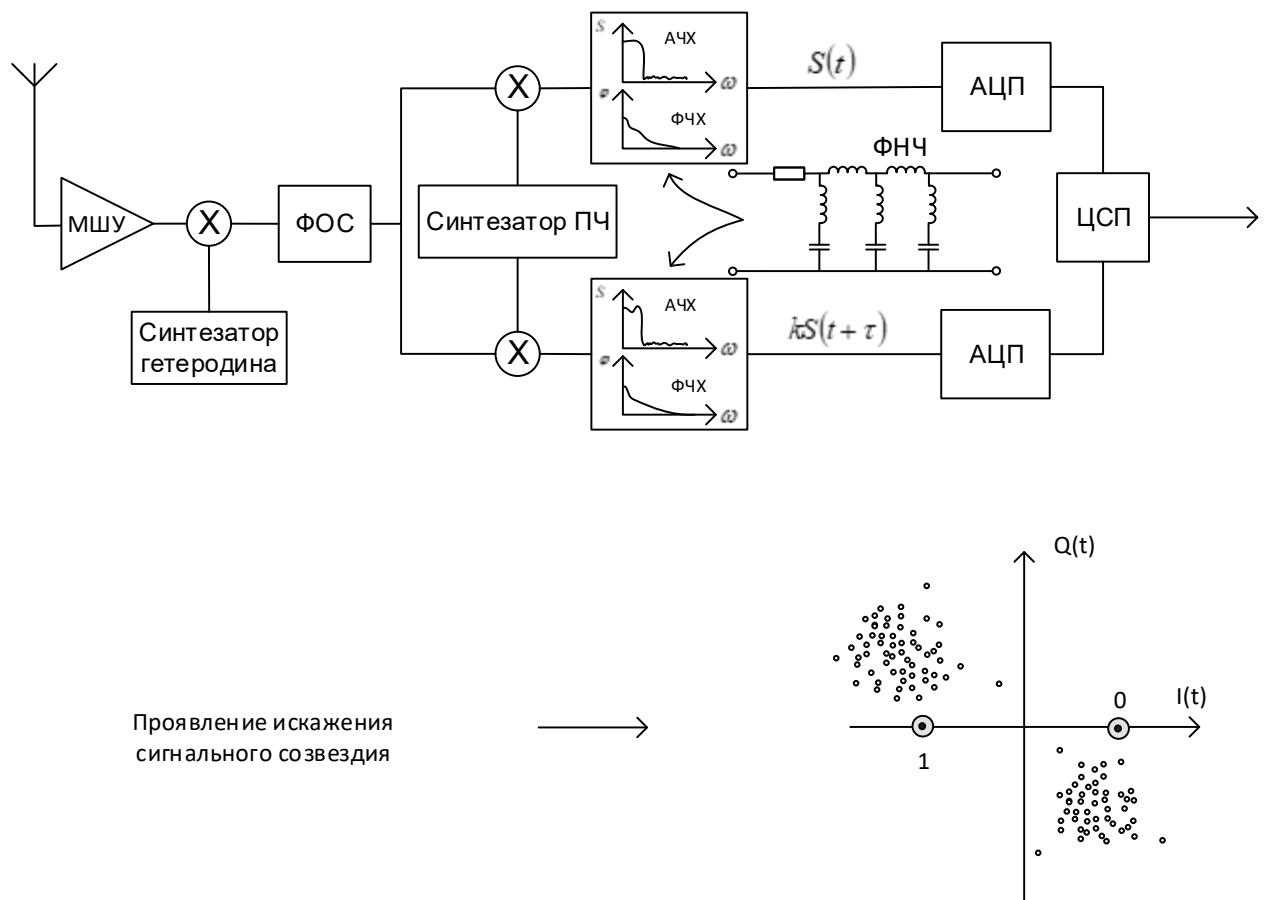 S
АЧХ
ω
φ
ФЧХ
ω
S(t)
АЦП
X
МШУ
X
ФОС
Синтезатор ПЧ
ФНЧ
ЦСП
Синтезатор
гетеродина
X
S
АЧХ
ω
φ
ФЧХ
ω
kS(t + τ)
АЦП
Проявление искажения
сигнального созвездия
Q(t)
I(t)
0
1